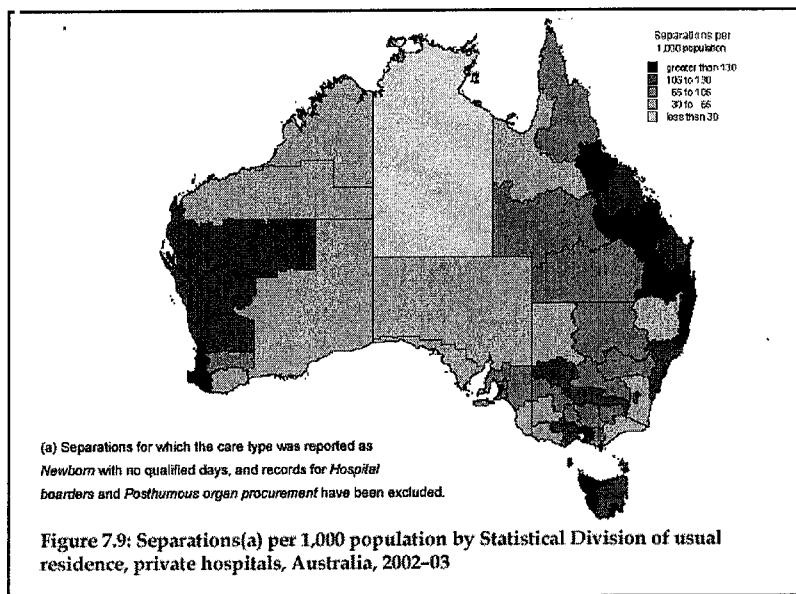 Separations per
1,000 population
greater than 130
105 to 130
65 to 105
30 to 65
less than 30
(a) Separations for which the care type was reported as
Newborn with no qualified days, and records for Hospital
boarders and Posthumous organ procurement have been excluded.
Figure 7.9: Separations(a) per 1,000 population by Statistical Division of usual
residence, private hospitals, Australia, 2002–03